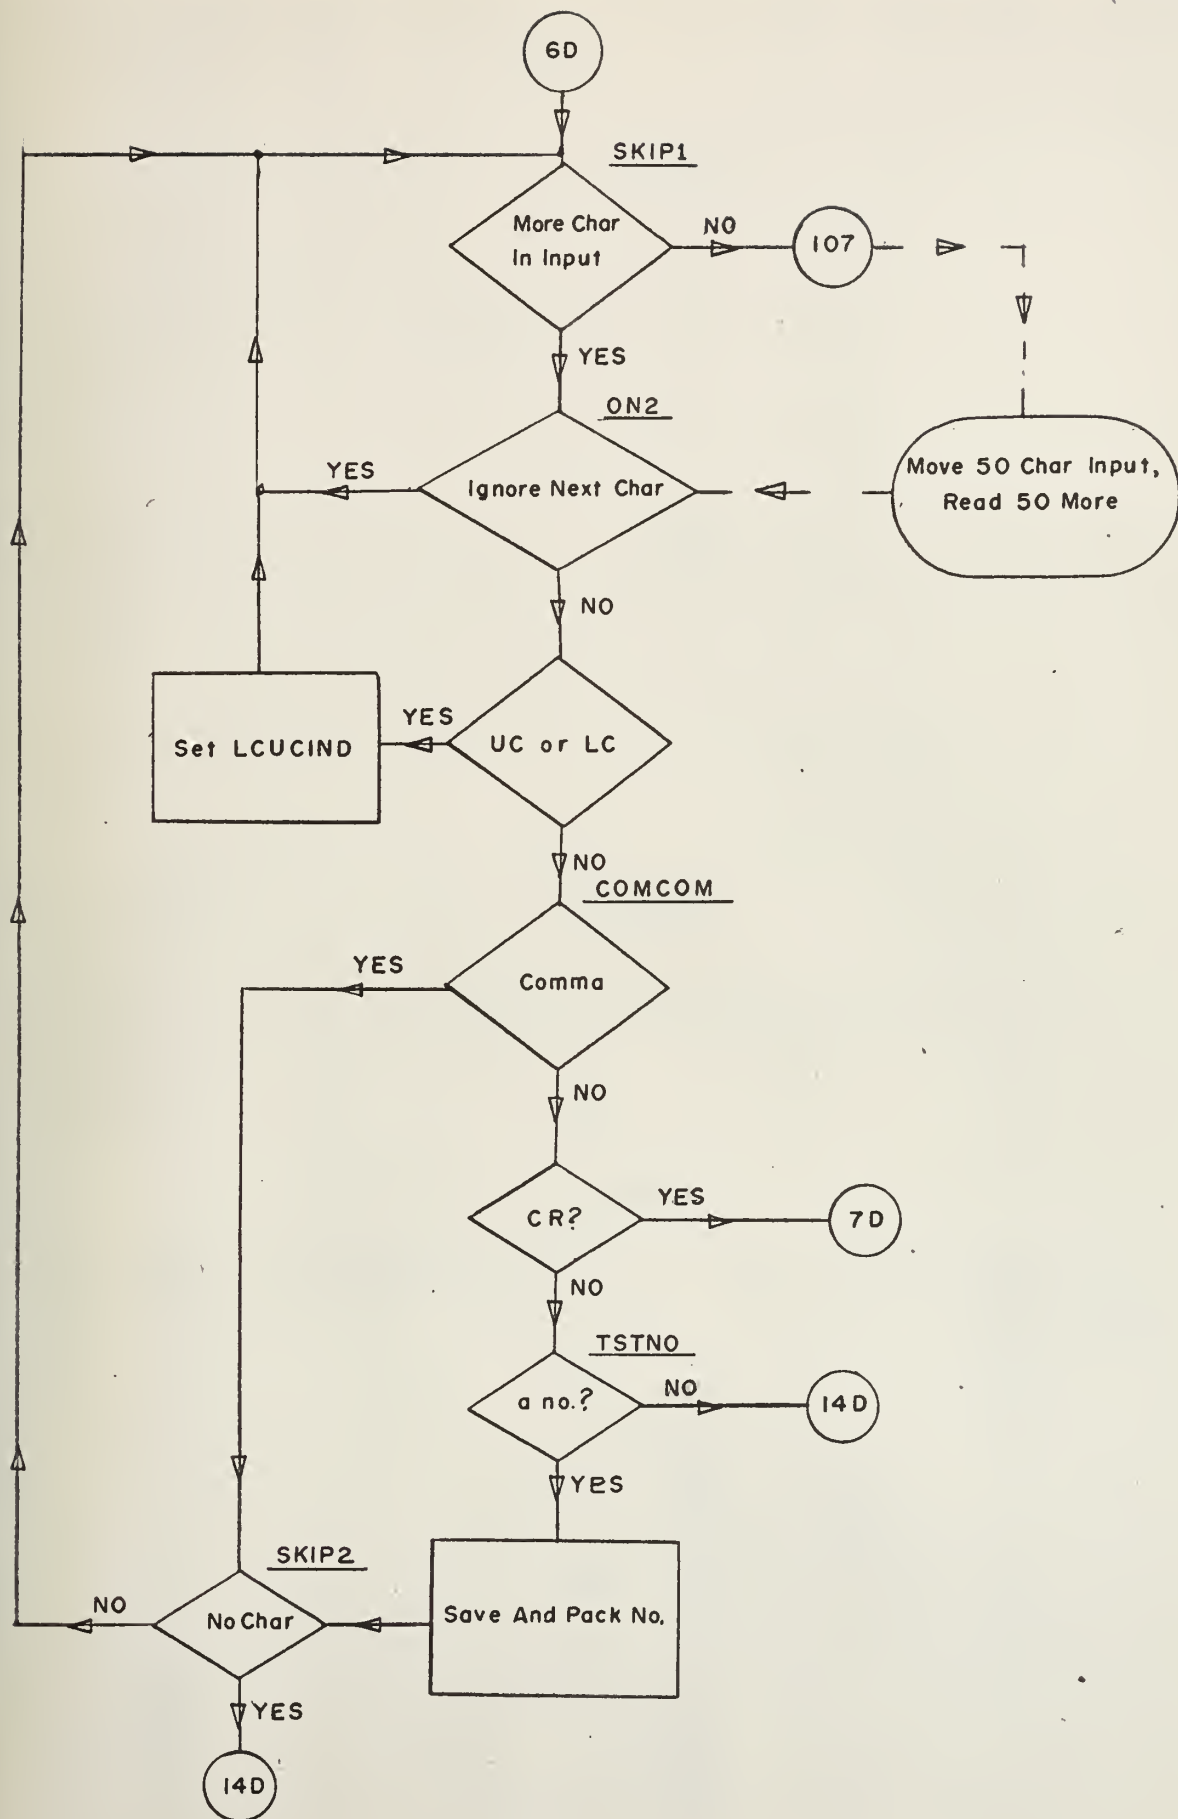 6D
SKIP1
More Char
In Input
NO
107
YES
ON2
YES
Ignore Next Char
Move 50 Char Input,
Read 50 More
NO
Set LCUCIND
YES
UC or LC
NO
COMCOM
YES
Comma
NO
CR?
YES
7D
NO
TSTNO
a no.?
NO
14D
YES
SKIP2
NO
No Char
Save And Pack No.
YES
14D